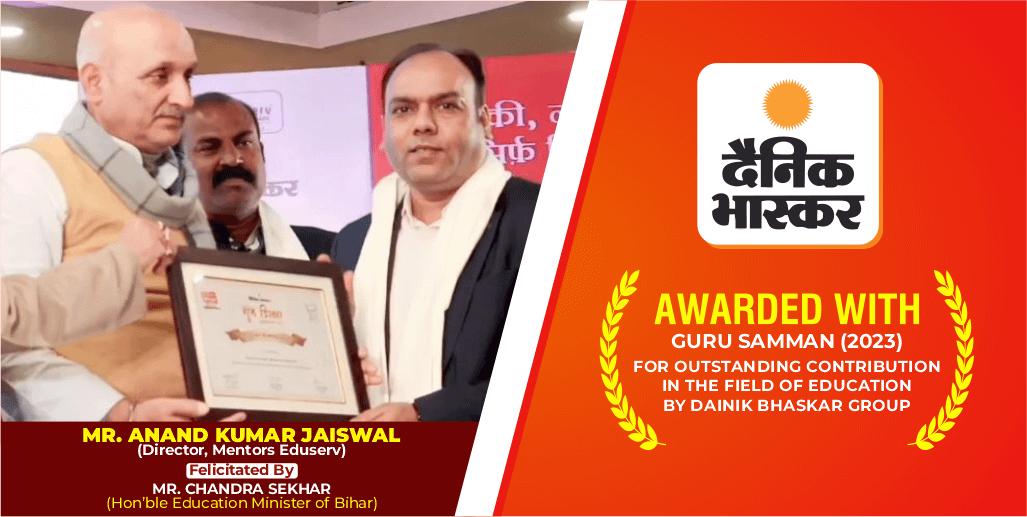 की,
दैनिक
भास्कर
AWARDED WITH
GURU SAMMAN (2023)
FOR OUTSTANDING CONTRIBUTION
IN THE FIELD OF EDUCATION
BY DAINIK BHASKAR GROUP
MR. ANAND KUMAR JAISWAL
(Director, Mentors Eduserv)
Felicitated By
MR. CHANDRA SEKHAR
(Hon'ble Education Minister of Bihar)